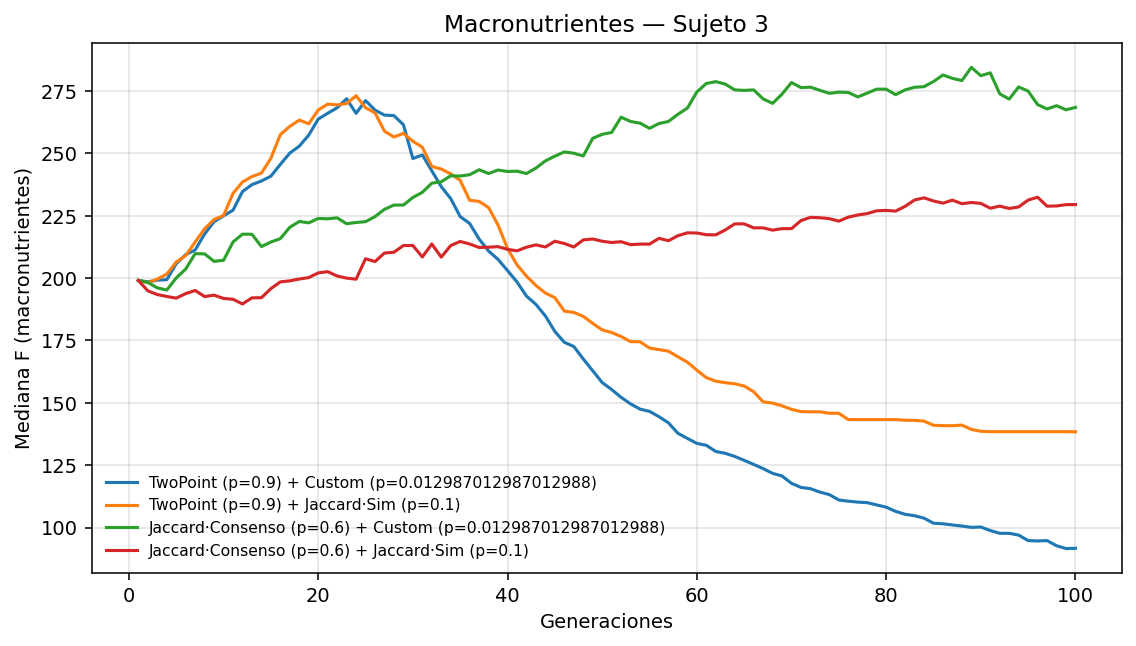 Macronutrientes — Sujeto 3
Mediana F (macronutrientes)
275
250
225
200
175
150
125
100
TwoPoint (p=0.9) + Custom (p=0.012987012987012988)
TwoPoint (p=0.9) + Jaccard·Sim (p=0.1)
Jaccard·Consenso (p=0.6) + Custom (p=0.012987012987012988)
Jaccard·Consenso (p=0.6) + Jaccard·Sim (p=0.1)
0 20 40 60 80 100
Generaciones